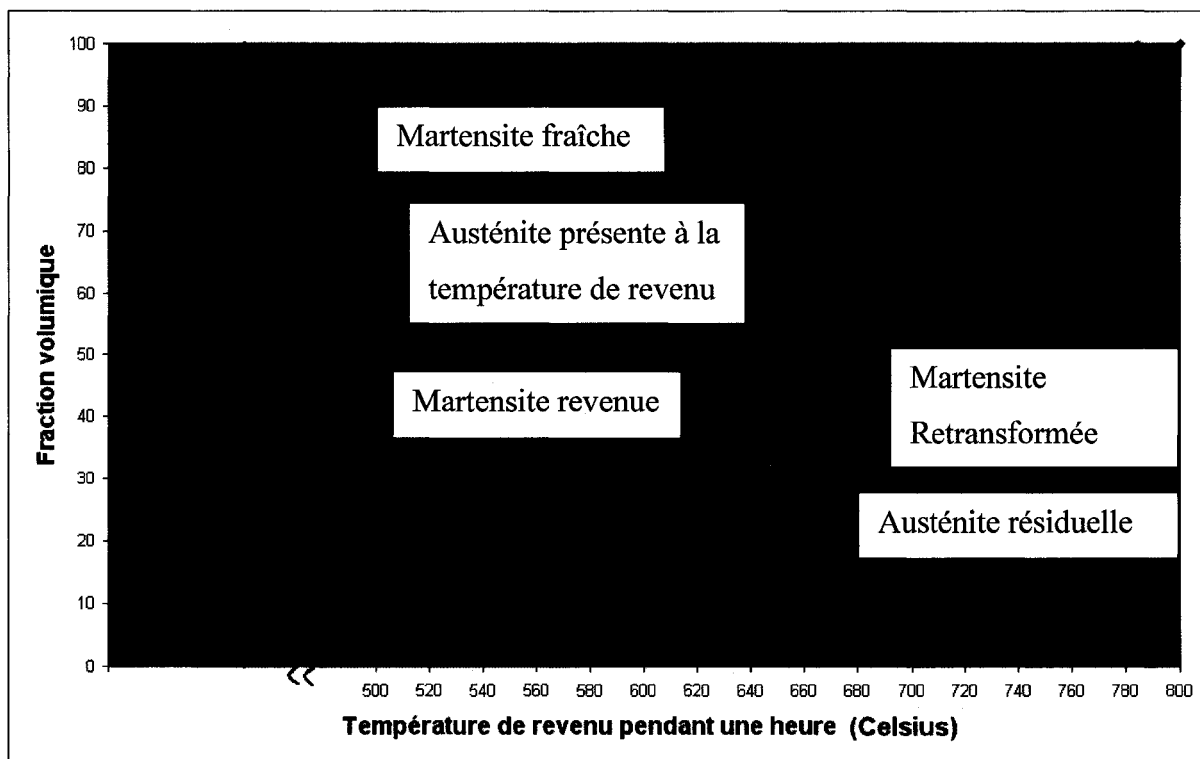 100
90
80
70
60
50
40
30
20
10
0
Fraction volumique
Martensite fraîche
Austénite présente à la
température de revenu
Martensite revenue
Martensite
Retransformée
Austénite résiduelle
500 520 540 560 580 600 620 640 660 680 700 720 740 760 780 800
Température de revenu pendant une heure (Celsius)